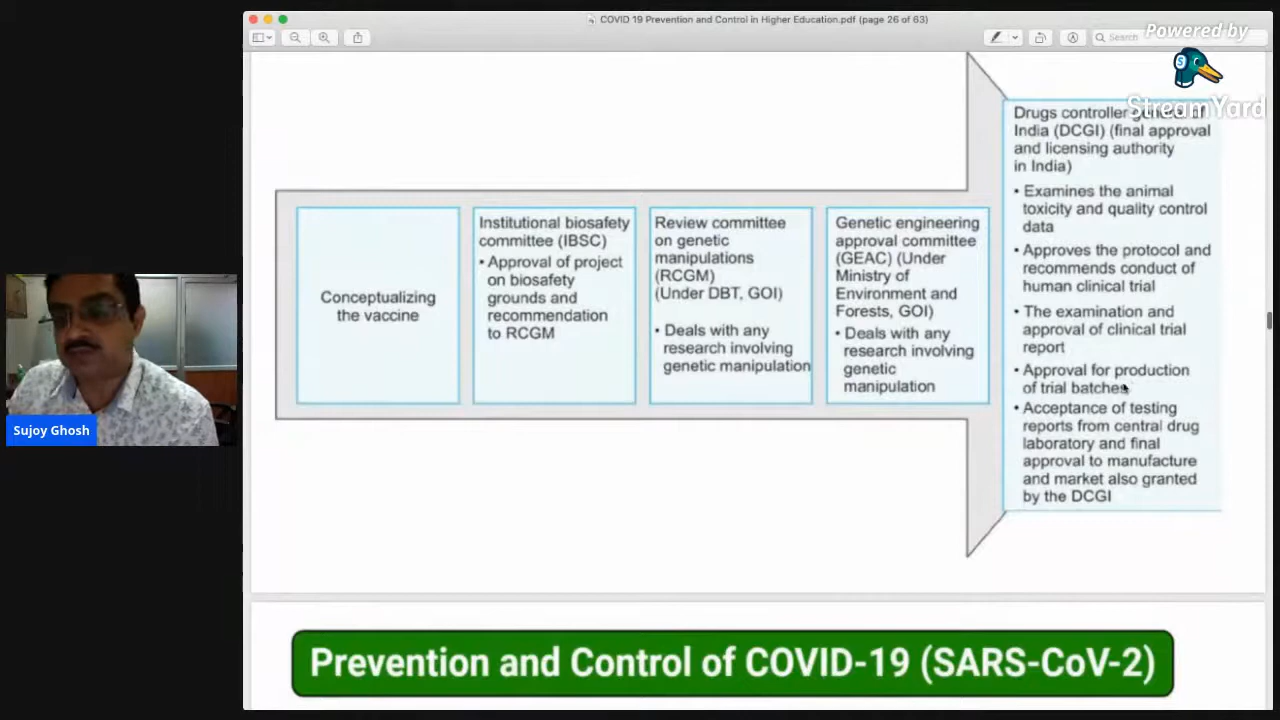 COVID 19 Prevention and Control in Higher Education.pdf (page 26 of 63)
Search
Powered by
StreamYard
Conceptualizing
the vaccine
Institutional biosafety
committee (IBSC)
• Approval of project
on biosafety
grounds and
recommendation
to RCGM
Review committee
on genetic
manipulations
(RCGM)
(Under DBT, GOI)
• Deals with any
research involving
genetic manipulation
Genetic engineering
approval committee
(GEAC) (Under
Ministry of
Environment and
Forests, GOI)
• Deals with any
research involving
genetic
manipulation
Drugs controller general of
India (DCGI) (final approval
and licensing authority
in India)
• Examines the animal
toxicity and quality control
data
• Approves the protocol and
recommends conduct of
human clinical trial
• The examination and
approval of clinical trial
report
• Approval for production
of trial batches
• Acceptance of testing
reports from central drug
laboratory and final
approval to manufacture
and market also granted
by the DCGI
Sujoy Ghosh
Prevention and Control of COVID-19 (SARS-CoV-2)